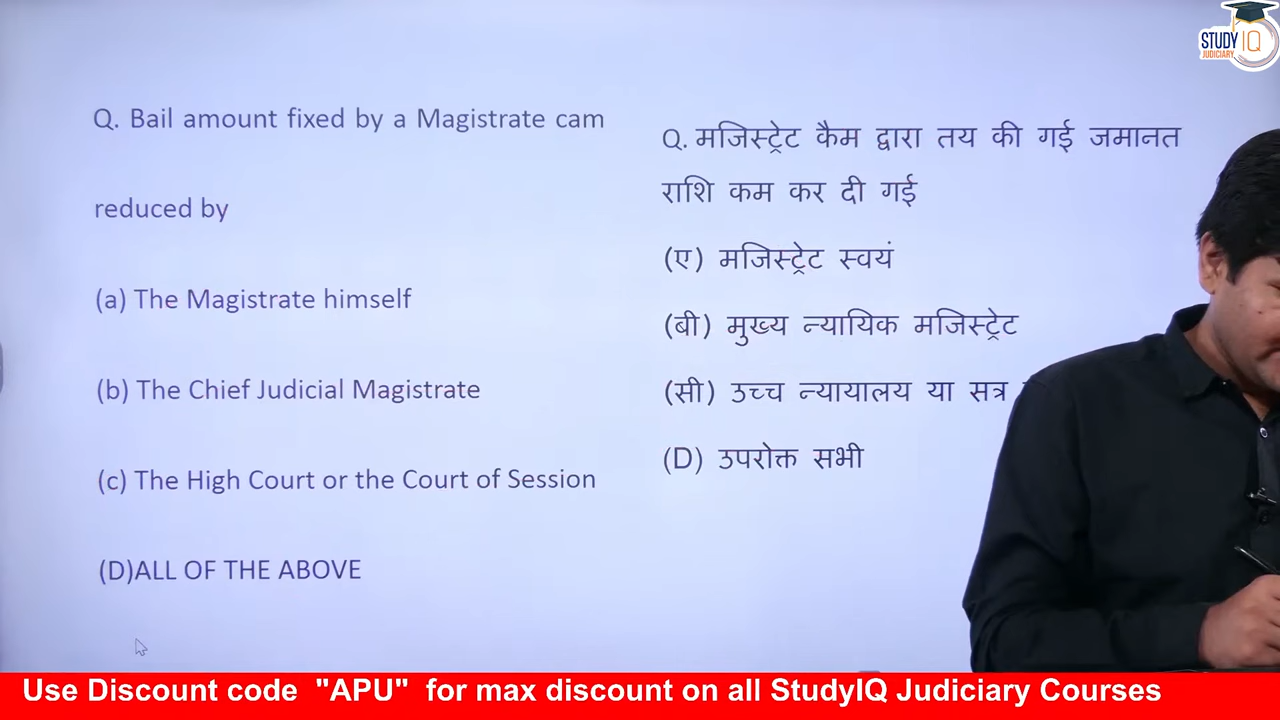 STUDY IQ
JUDICIARY
Q. Bail amount fixed by a Magistrate cam
reduced by
(a) The Magistrate himself
(b) The Chief Judicial Magistrate
(c) The High Court or the Court of Session
(D)ALL OF THE ABOVE
Q. मजिस्ट्रेट कैम द्वारा तय की गई जमानत
राशि कम कर दी गई
(ए) मजिस्ट्रेट स्वयं
(बी) मुख्य न्यायिक मजिस्ट्रेट
(सी) उच्च न्यायालय या सत्र
(D) उपरोक्त सभी
Use Discount code "APU" for max discount on all StudyIQ Judiciary Courses